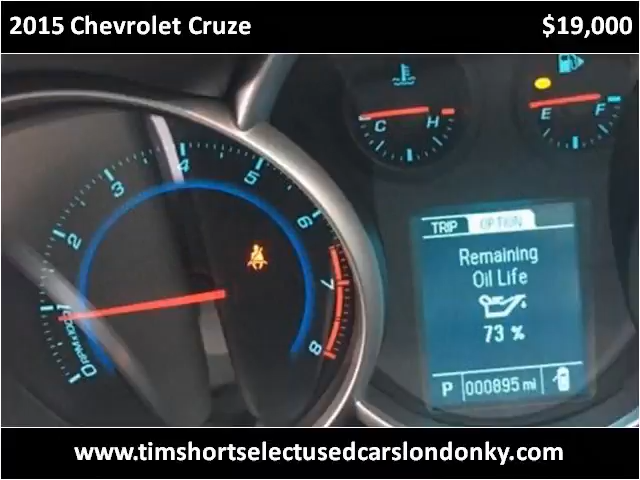 2015 Chevrolet Cruze $19,000
C H
E F
0 1 2 3 4 5 6 7 8
RPMX1000
TRIP OPTION
Remaining
Oil Life
73 %
P 000895 mi
www.timshortselectusedcarslondonky.com